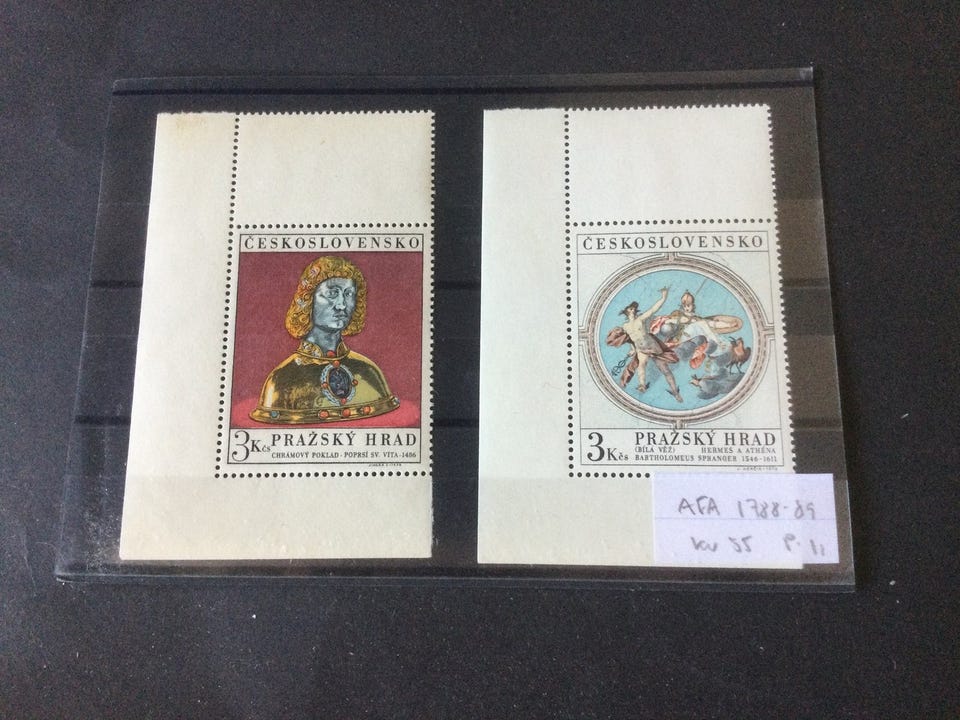 ČESKOSLOVENSKO
3Kčs PRAŽSKÝ HRAD
CHRÁMOVÝ POKLAD - POPRSÍ SV. VÍTA-1486
ČESKOSLOVENSKO
3Kčs PRAŽSKÝ HRAD
(BÍLÁ VĚŽ) HERMES A ATHÉNA
BARTHOLOMEUS SPRANGER 1546-1611
AFA 1788-89